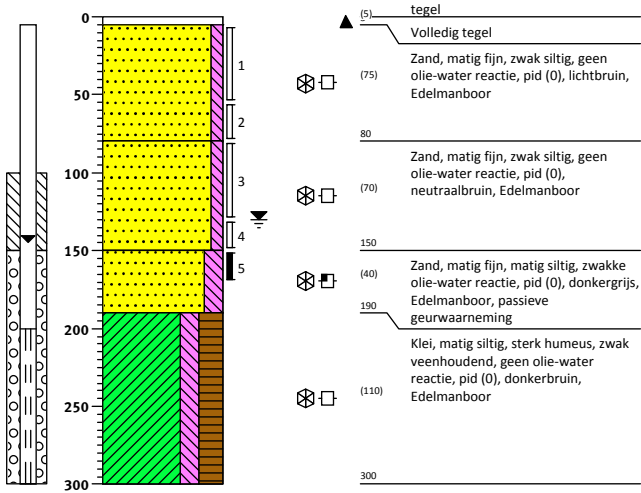 0
50
100
150
200
250
300
1
2
3
4
5
(5)
tegel
5
Volledig tegel
(75)
Zand, matig fijn, zwak siltig, geen
olie-water reactie, pid (0), lichtbruin,
Edelmanboor
80
(70)
Zand, matig fijn, zwak siltig, geen
olie-water reactie, pid (0),
neutraalbruin, Edelmanboor
150
(40)
Zand, matig fijn, matig siltig, zwakke
olie-water reactie, pid (0), donkergrijs,
Edelmanboor, passieve
geurwaarneming
190
(110)
Klei, matig siltig, sterk humeus, zwak
veenhoudend, geen olie-water
reactie, pid (0), donkerbruin,
Edelmanboor
300